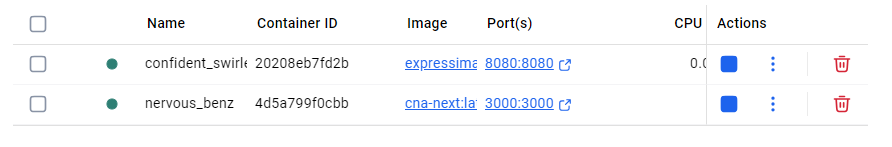 Name Container ID Image Port(s) CPU Actions
confident_swirle 20208eb7fd2b expressima 8080:8080 0.0
nervous_benz 4d5a799f0cbb cna-next:la 3000:3000